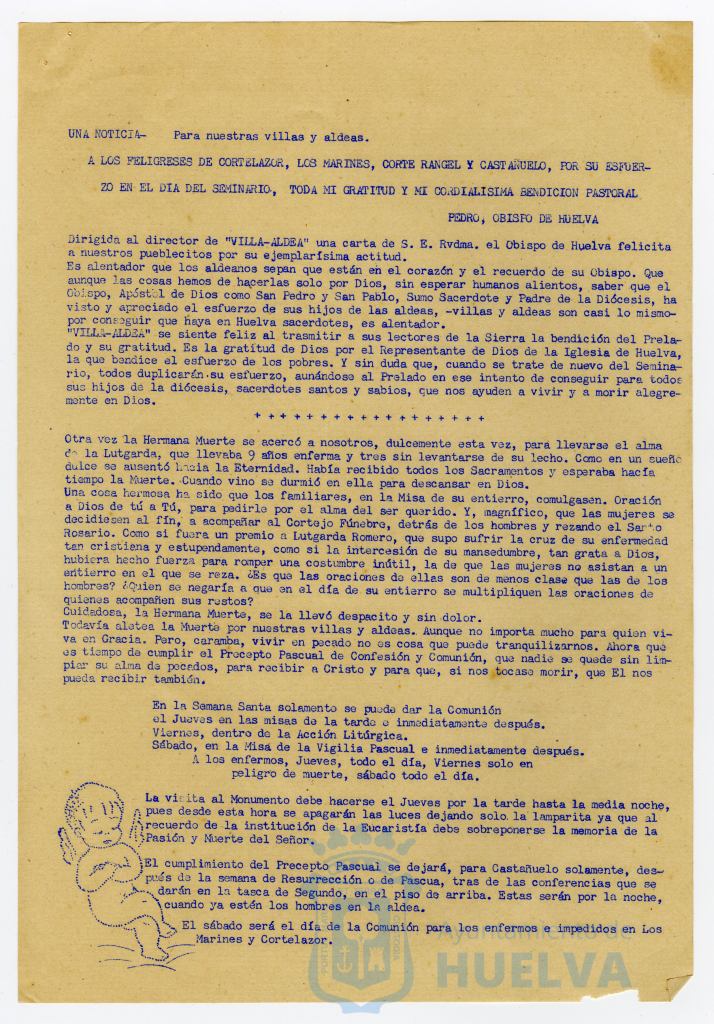 UNA NOTICIA- Para nuestras villas y aldeas.
A LOS FELIGRESES DE CORTELAZOR, LOS MARINES, CORTE RANGEL Y CASTAÑUELO, POR SU ESFUER-
ZO EN EL DIA DEL SEMINARIO, TODA MI GRATITUD Y MI CORDIALISIMA BENDICION PASTORAL
PEDRO, OBISPO DE HUELVA
Dirigida al director de "VILLA-ALDEA" una carta de S. E. Rvdma. el Obispo de Huelva felicita
a nuestros pueblecitos por su ejemplarísima actitud.
Es alentador que los aldeanos sepan que están en el corazón y el recuerdo de su Obispo. Que
aunque las cosas hemos de hacerlas solo por Dios, sin esperar humanos alientos, saber que el
Obispo, Apóstol de Dios como San Pedro y San Pablo, Sumo Sacerdote y Padre de la Diócesis, ha
visto y apreciado el esfuerzo de sus hijos de las aldeas, -villas y aldeas son casi lo mismo-
por conseguir que haya en Huelva sacerdotes, es alentador.
"VILLA-ALDEA" se siente feliz al trasmitir a sus lectores de la Sierra la bendición del Prela-
do y su gratitud. Es la gratitud de Dios por el Representante de Dios de la Iglesia de Huelva,
la que bendice el esfuerzo de los pobres. Y sin duda que, cuando se trate de nuevo del Semina-
rio, todos duplicarán su esfuerzo, aunándose al Prelado en ese intento de conseguir para todos
sus hijos de la diócesis, sacerdotes santos y sabios, que nos ayuden a vivir y a morir alegre-
mente en Dios.
+ + + + + + + + + + + + + + + + + +
Otra vez la Hermana Muerte se acercó a nosotros, dulcemente esta vez, para llevarse el alma
de la Lutgarda, que llevaba 9 años enferma y tres sin levantarse de su lecho. Como en un sueño
dulce se ausentó hacia la Eternidad. Había recibido todos los Sacramentos y esperaba hacía
tiempo la Muerte. Cuando vino se durmió en ella para descansar en Dios.
Una cosa hermosa ha sido que los familiares, en la Misa de su entierro, comulgasen. Oración
a Dios de tú a Tú, para pedirle por el alma del ser querido. Y, magnífico, que las mujeres se
decidiesen al fín, a acompañar al Cortejo Fúnebre, detrás de los hombres y rezando el Santo
Rosario. Como si fuera un premio a Lutgarda Romero, que supo sufrir la cruz de su enfermedad
tan cristiana y estupendamente, como si la intercesión de su mansedumbre, tan grata a Dios,
hubiera hecho fuerza para romper una costumbre inútil, la de que las mujeres no asistan a un
entierro en el que se reza. ¿Es que las oraciones de ellas son de menos clase que las de los
hombres? ¿Quien se negaría a que en el día de su entierro se multipliquen las oraciones de
quienes acompañen sus restos?
Cuidadosa, la Hermana Muerte, se la llevó despacito y sin dolor.
Todavía aletea la Muerte por nuestras villas y aldeas. Aunque no importa mucho para quien vi-
va en Gracia. Pero, caramba, vivir en pecado no es cosa que puede tranquilizarnos. Ahora que
es tiempo de cumplir el Precepto Pascual de Confesión y Comunión, que nadie se quede sin lim-
piar su alma de pecados, para recibir a Cristo y para que, si nos tocase morir, que El nos
pueda recibir también.
En la Semana Santa solamente se puede dar la Comunión
el Jueves en las misas de la tarde e inmediatamente después.
Viernes, dentro de la Acción Litúrgica.
Sábado, en la Misa de la Vigilia Pascual e inmediatamente después.
A los enfermos, Jueves, todo el día, Viernes solo en
peligro de muerte, sábado todo el día.
La visita al Monumento debe hacerse el Jueves por la tarde hasta la media noche,
pues desde esta hora se apagarán las luces dejando solo la lamparita ya que al
recuerdo de la institución de la Eucaristía debe sobreponerse la memoria de la
Pasión y Muerte del Señor.
El cumplimiento del Precepto Pascual se dejará, para Castañuelo solamente, des-
pués de la semana de Resurrección o de Pascua, tras de las conferencias que se
darán en la tasca de Segundo, en el piso de arriba. Estas serán por la noche,
cuando ya estén los hombres en la aldea.
El sábado será el día de la Comunión para los enfermos e impedidos en Los
Marines y Cortelazor.
Ayuntamiento de
HUELVA